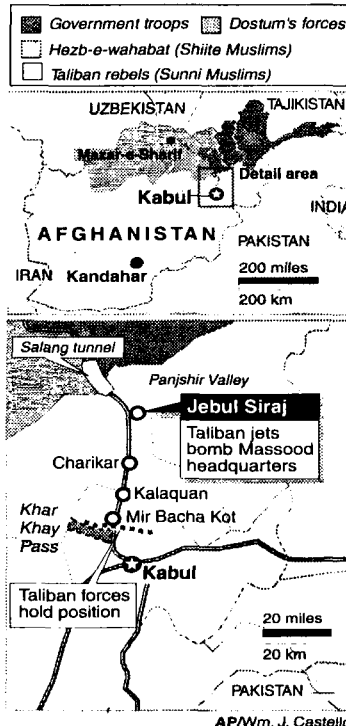 Government troops Dostum's forces
Hezb-e-wahabat (Shiite Muslims)
Taliban rebels (Sunni Muslims)
UZBEKISTAN
TAJIKISTAN
Mazar-e-Sharif
Detail area
Kabul
INDIA
AFGHANISTAN
PAKISTAN
IRAN
Kandahar
200 miles
200 km
Salang tunnel
Panjshir Valley
Jebul Siraj
Taliban jets
bomb Massood
headquarters
Charikar
Kalaquan
Khar
Khay
Pass
Mir Bacha Kot
Kabul
Taliban forces
hold position
20 miles
20 km
PAKISTAN
AP/Wm. J. Castello